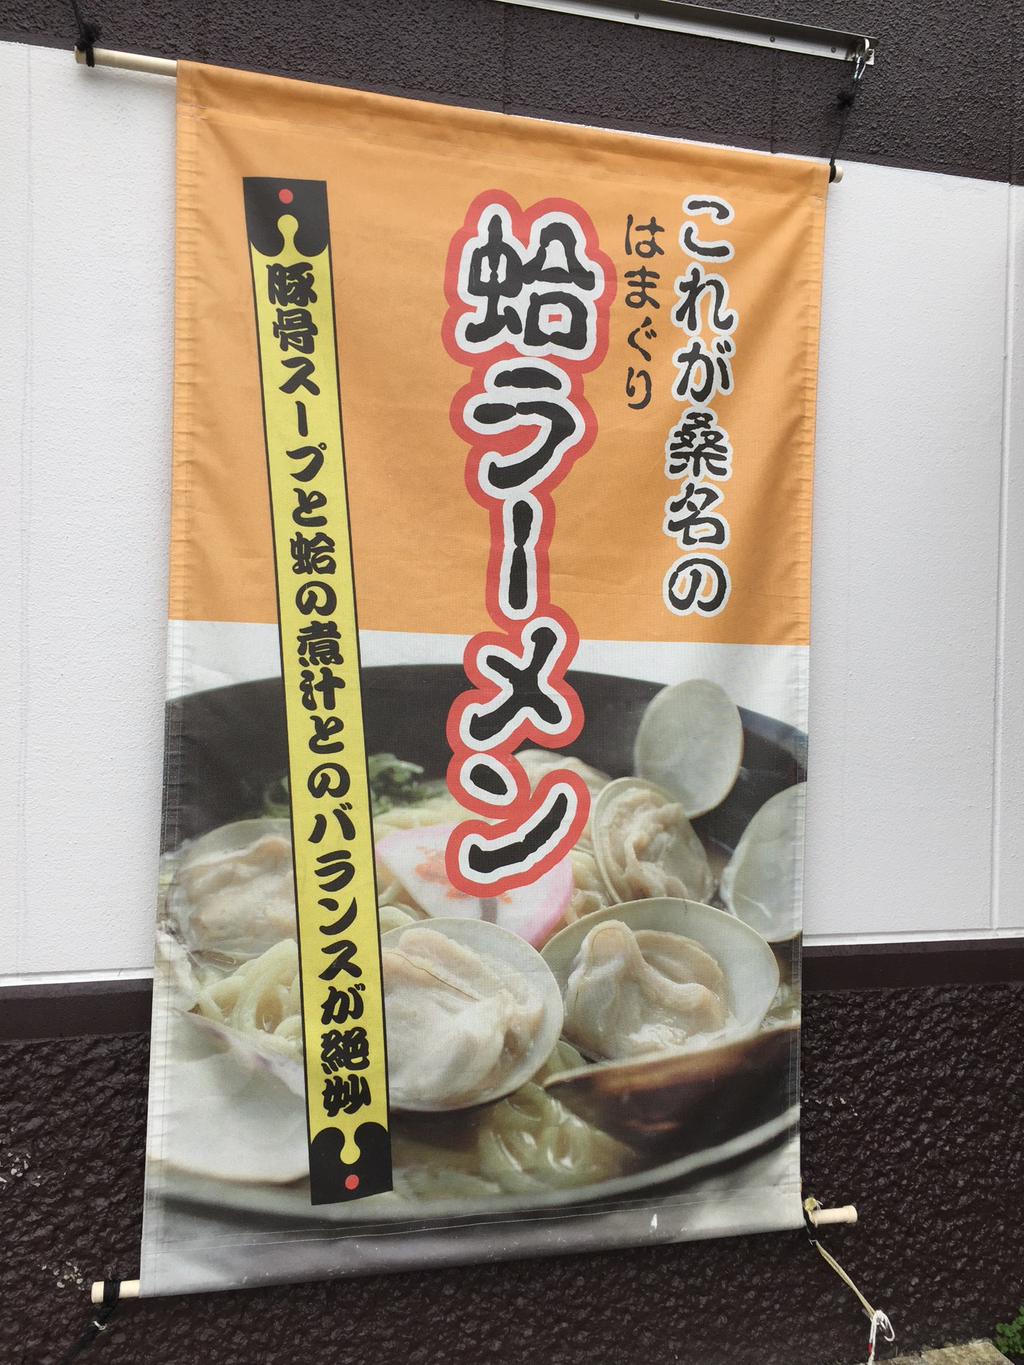 これが桑名の
はまぐり
蛤ラーメン
豚骨スープと蛤の煮汁とのバランスが絶妙